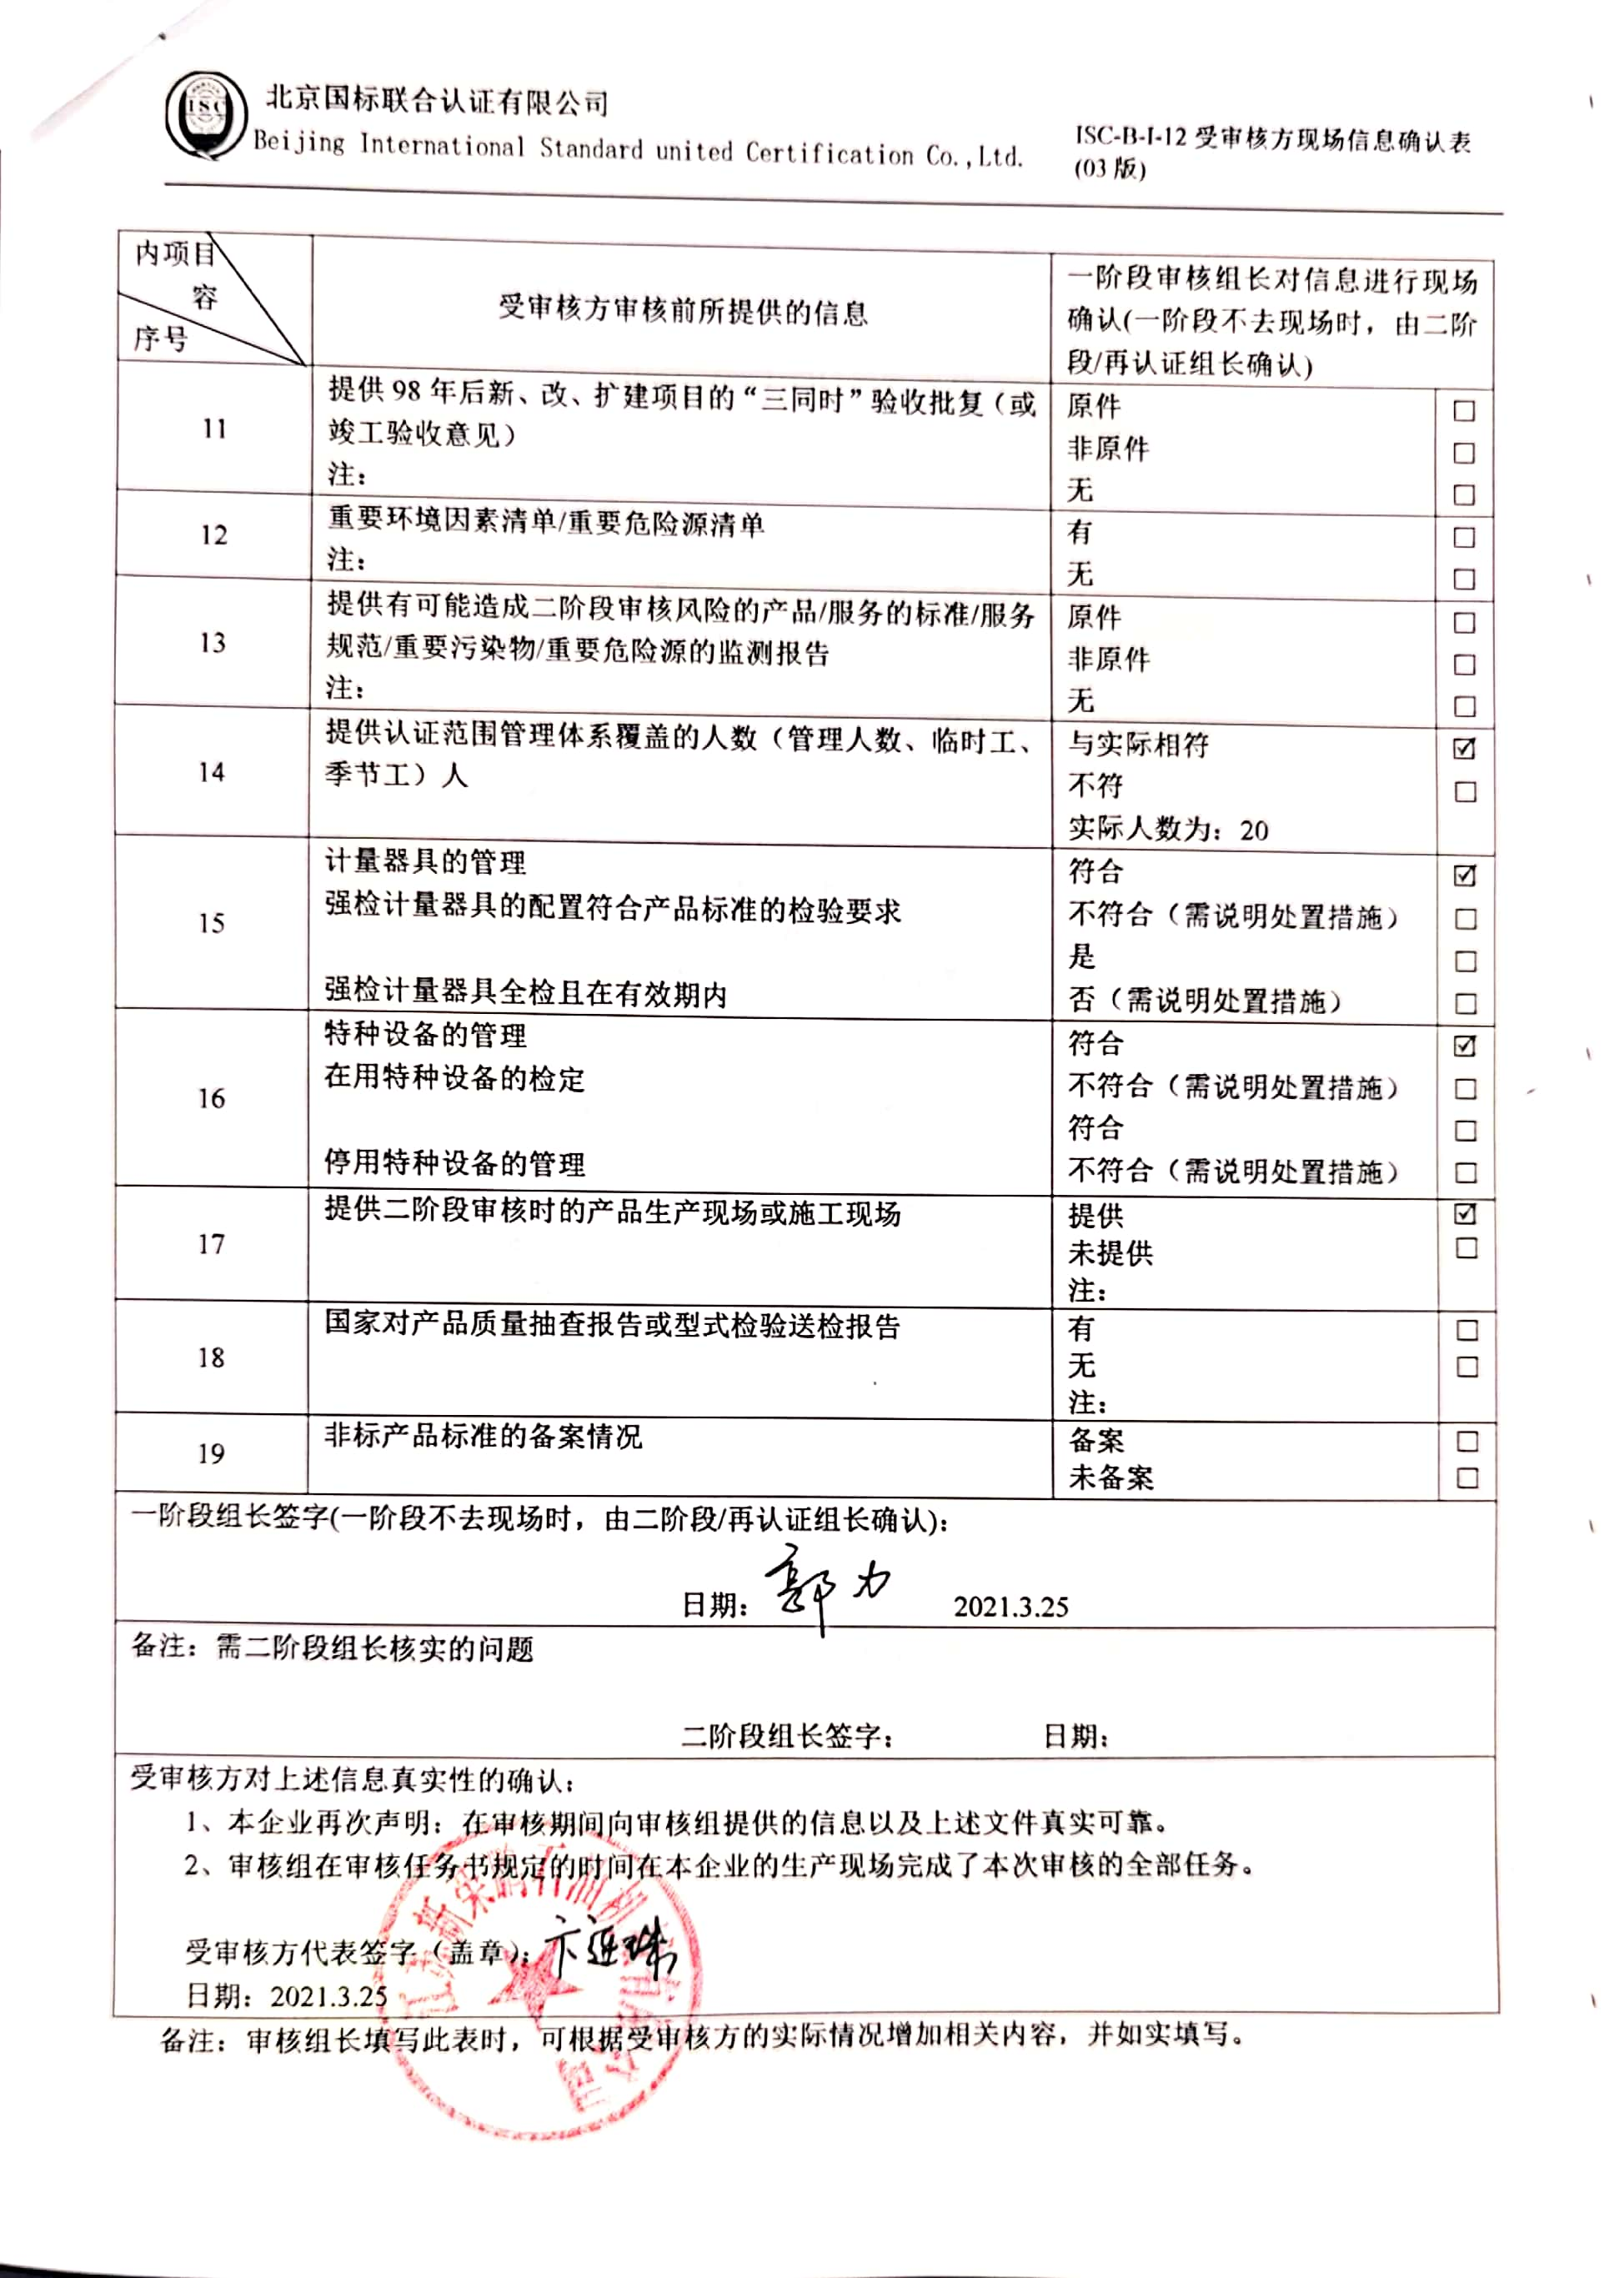 ISC
北京国标联合认证有限公司
Beijing International Standard united Certification Co.,Ltd.
ISC-B-I-12 受审核方现场信息确认表
(03 版)
内项目
容
序号
受审核方审核前所提供的信息
一阶段审核组长对信息进行现场
确认(一阶段不去现场时，由二阶
段/再认证组长确认)
11
提供 98 年后新、改、扩建项目的“三同时”验收批复（或
竣工验收意见）
注：
原件 □
非原件 □
无 □
12
重要环境因素清单/重要危险源清单
注：
有 □
无 □
13
提供有可能造成二阶段审核风险的产品/服务的标准/服务
规范/重要污染物/重要危险源的监测报告
注：
原件 □
非原件 □
无 □
14
提供认证范围管理体系覆盖的人数（管理人数、临时工、
季节工）人
与实际相符 ☑
不符 □
实际人数为：20
15
计量器具的管理
强检计量器具的配置符合产品标准的检验要求
强检计量器具全检且在有效期内
符合 ☑
不符合（需说明处置措施） □
是 □
否（需说明处置措施） □
16
特种设备的管理
在用特种设备的检定
停用特种设备的管理
符合 ☑
不符合（需说明处置措施） □
符合 □
不符合（需说明处置措施） □
17
提供二阶段审核时的产品生产现场或施工现场
提供 ☑
未提供 □
注：
18
国家对产品质量抽查报告或型式检验送检报告
有 □
无 □
注：
19
非标产品标准的备案情况
备案 □
未备案 □
一阶段组长签字(一阶段不去现场时，由二阶段/再认证组长确认)：
日期： 郭力 2021.3.25
备注：需二阶段组长核实的问题
二阶段组长签字： 日期：
受审核方对上述信息真实性的确认：
1、本企业再次声明：在审核期间向审核组提供的信息以及上述文件真实可靠。
2、审核组在审核任务书规定的时间在本企业的生产现场完成了本次审核的全部任务。
受审核方代表签字（盖章）：
日期：2021.3.25
备注：审核组长填写此表时，可根据受审核方的实际情况增加相关内容，并如实填写。